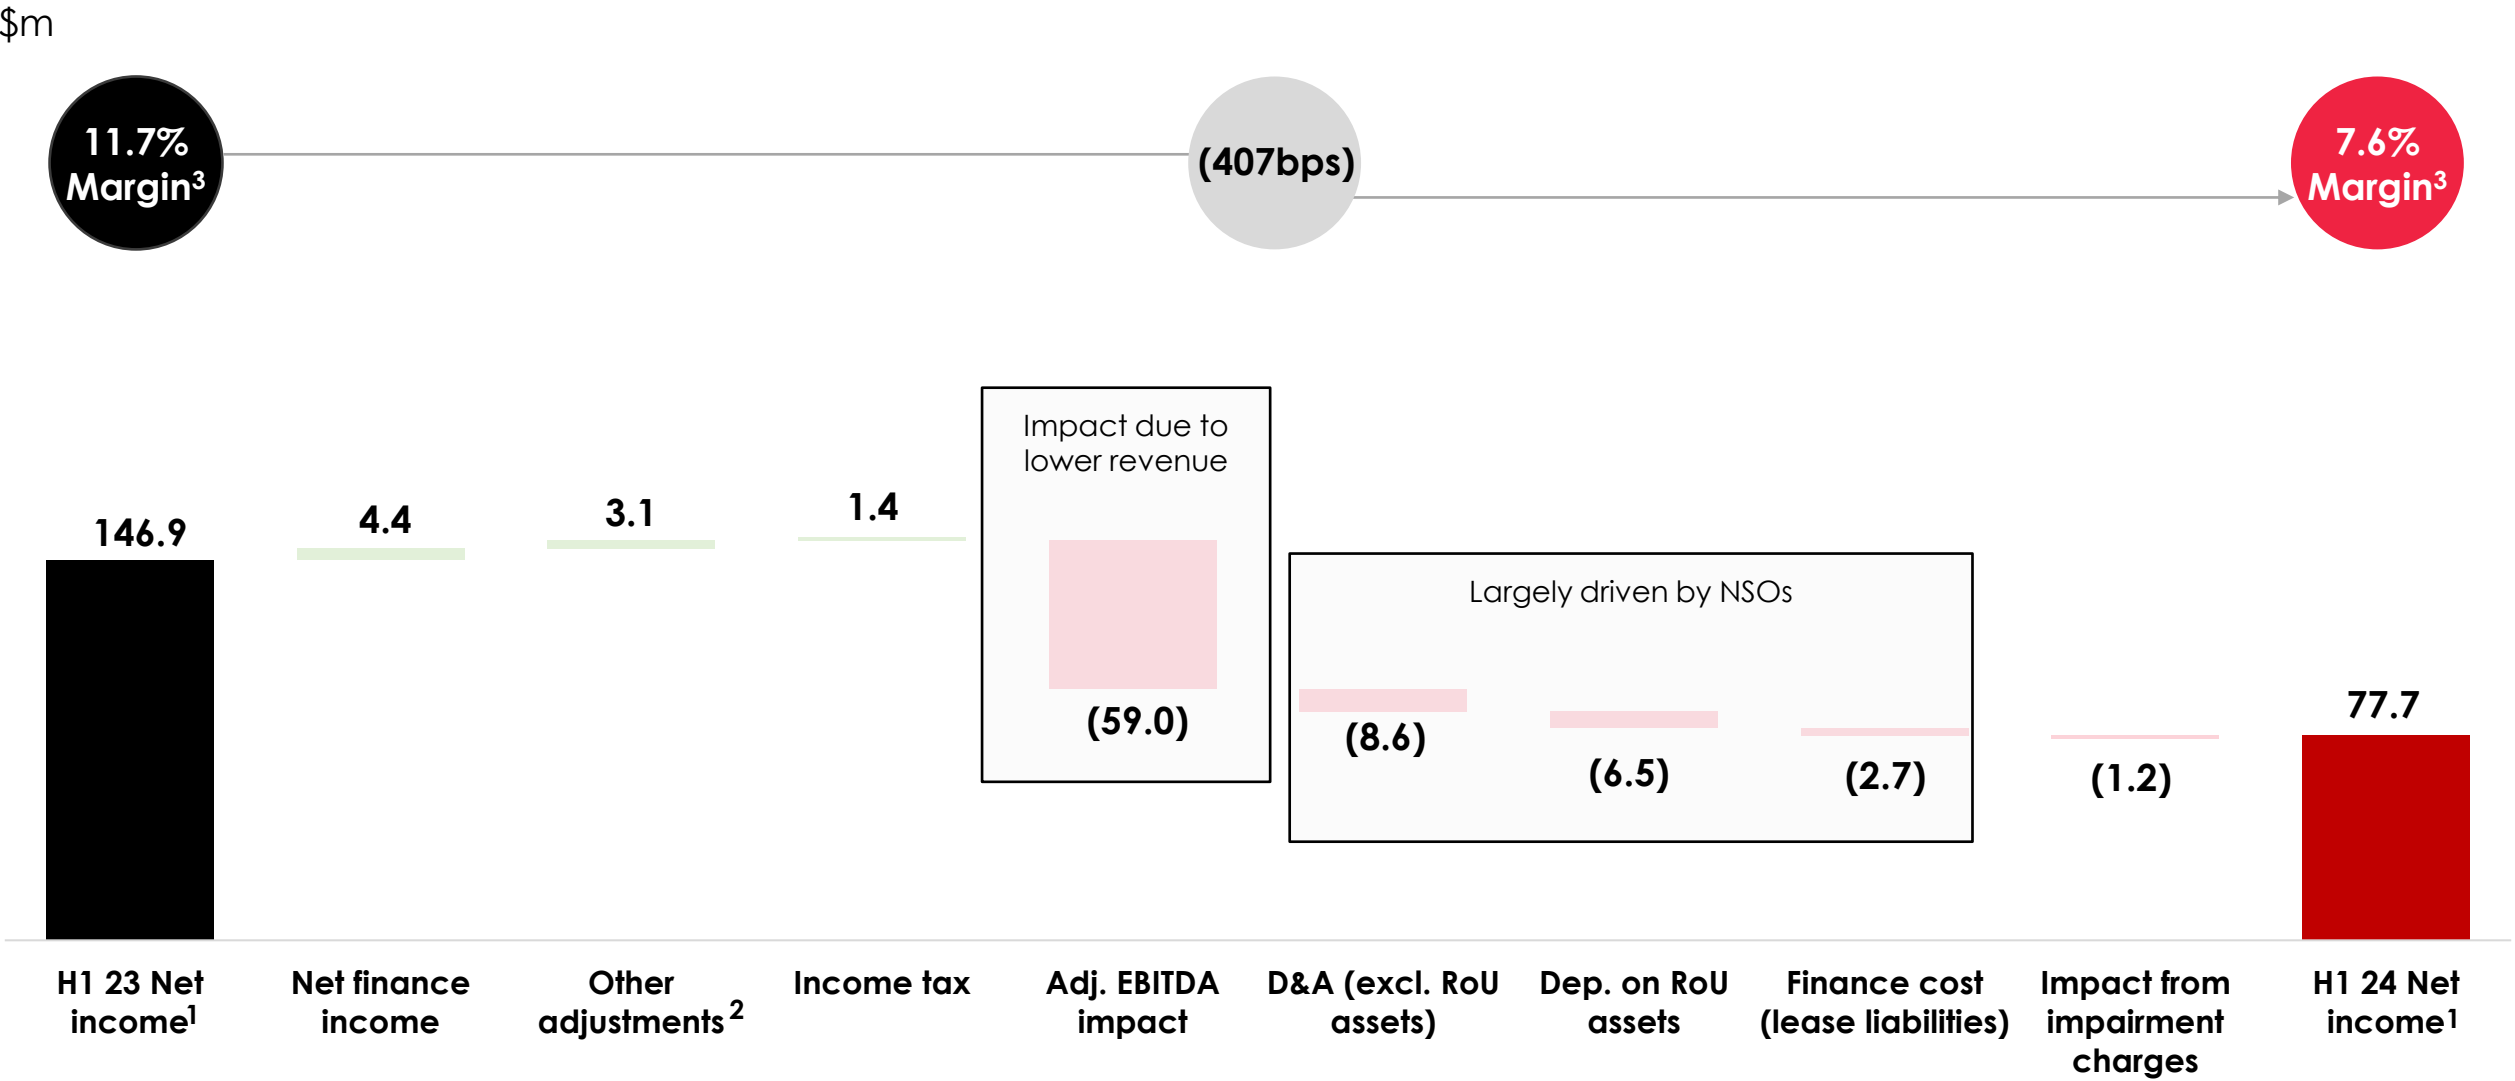 $m
11.7%
Margin3
(407bps)
7.6%
Margin3
Impact due to
lower revenue
Largely driven by NSOs
146.9
4.4
3.1
1.4
(59.0)
(8.6)
(6.5)
(2.7)
(1.2)
77.7
H1 23 Net
income1
Net finance
income
Other
adjustments2
Income tax
Adj. EBITDA
impact
D&A (excl. RoU
assets)
Dep. on RoU
assets
Finance cost
(lease liabilities)
Impact from
impairment
charges
H1 24 Net
income1